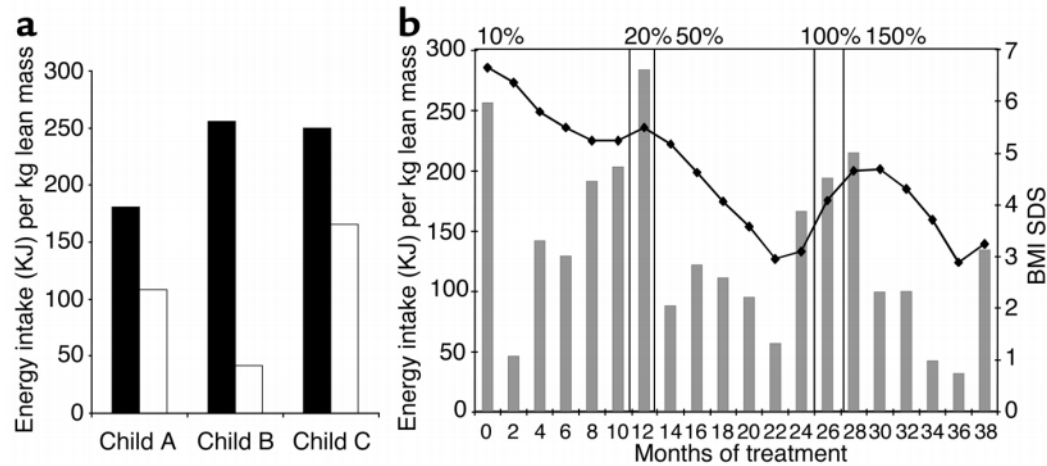 a
Energy intake (KJ) per kg lean mass
300
250
200
150
100
50
0
Child A Child B Child C
b
10% 20% 50% 100% 150%
Energy intake (KJ) per kg lean mass
300
250
200
150
100
50
0
7
6
5
4
3
2
1
0
BMI SDS
0 2 4 6 8 10 12 14 16 18 20 22 24 26 28 30 32 34 36 38
Months of treatment